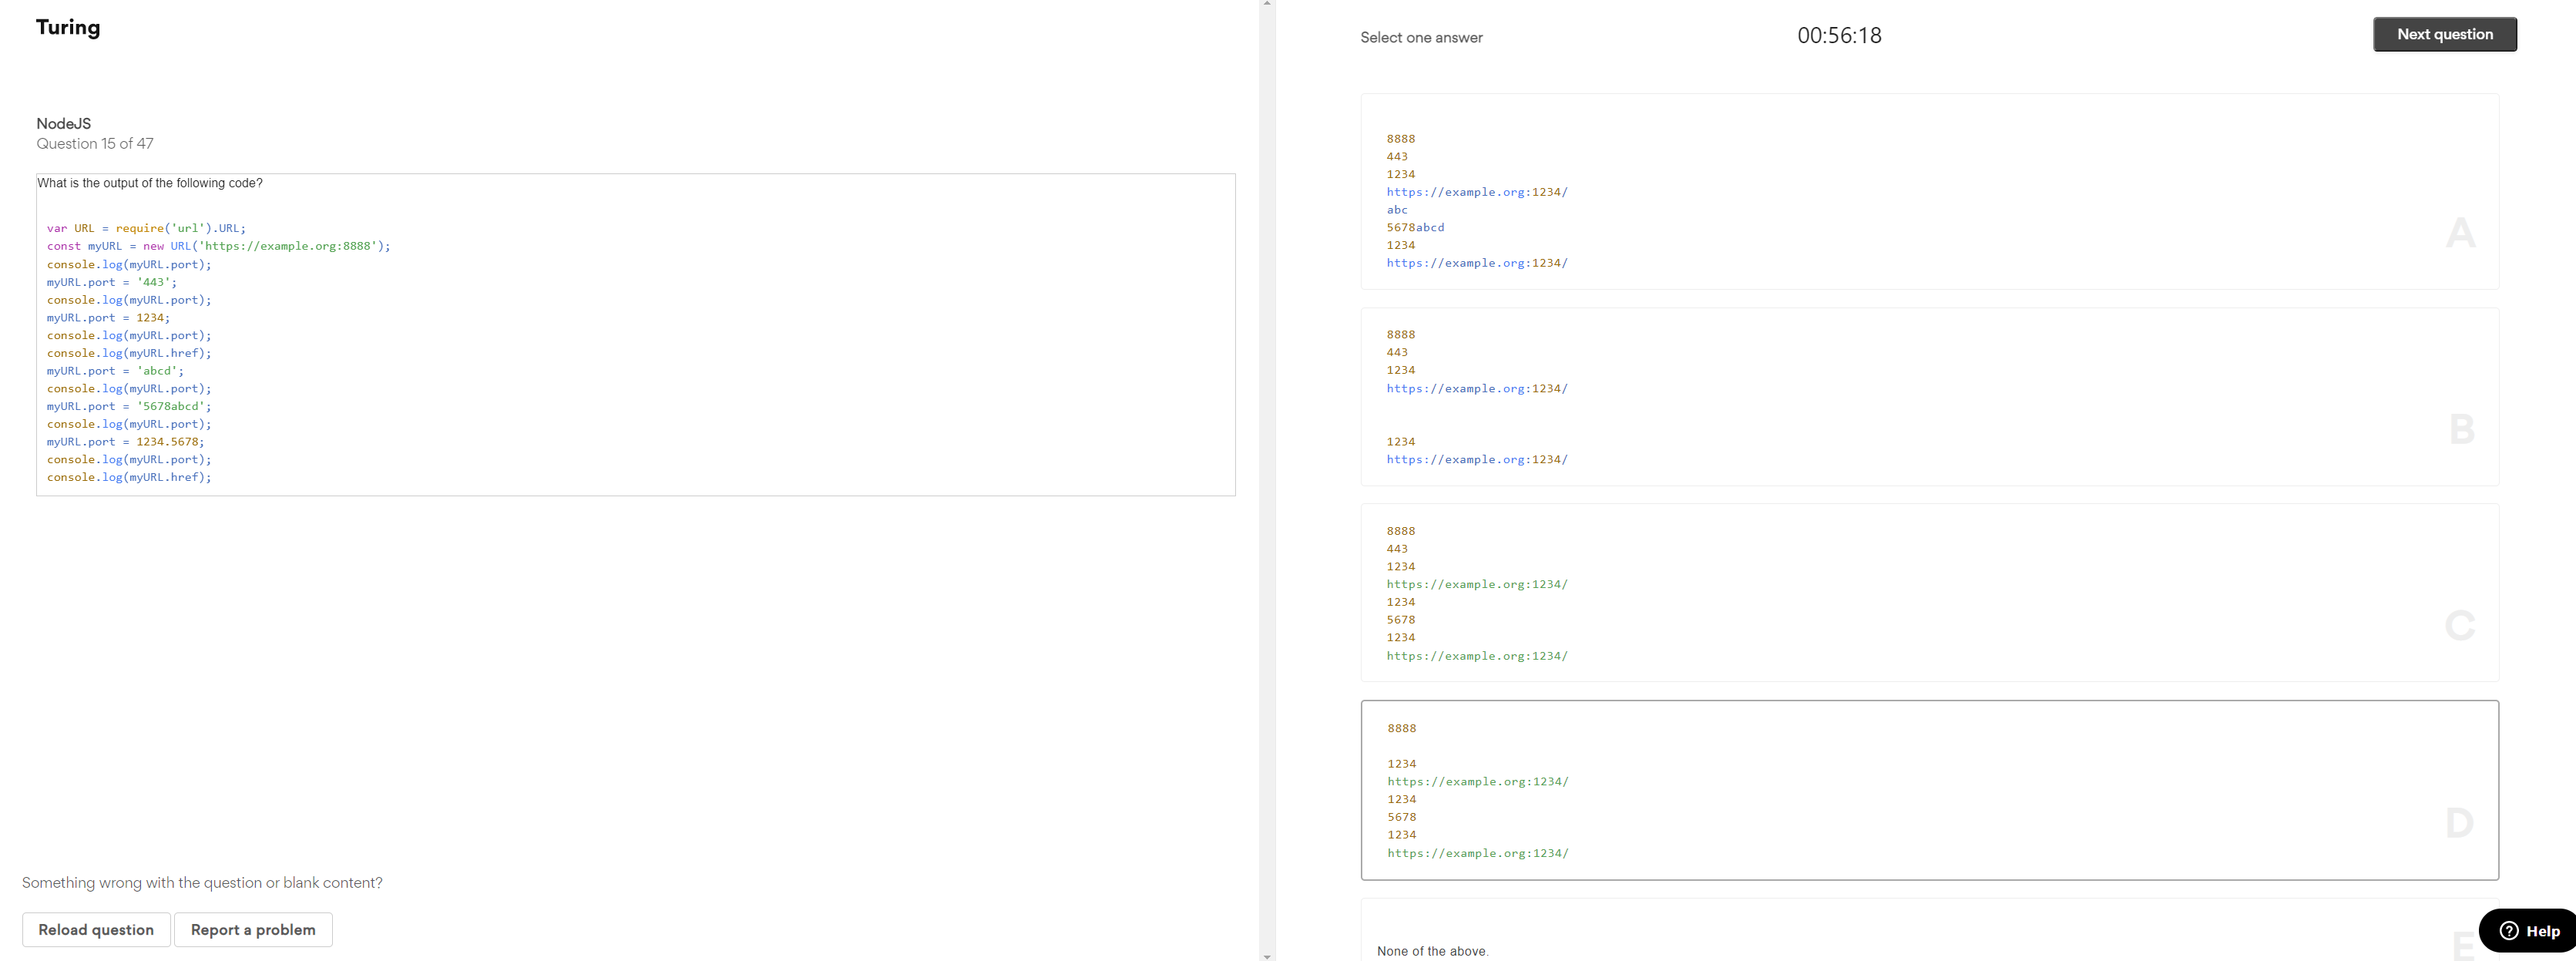 Turing
NodeJS
Question 15 of 47
What is the output of the following code?
var URL = require('url').URL;
const myURL = new URL('https://example.org:8888');
console.log(myURL.port);
myURL.port = '443';
console.log(myURL.port);
myURL.port = 1234;
console.log(myURL.port);
console.log(myURL.href);
myURL.port = 'abcd';
console.log(myURL.port);
myURL.port = '5678abcd';
console.log(myURL.port);
myURL.port = 1234.5678;
console.log(myURL.port);
console.log(myURL.href);
Something wrong with the question or blank content?
Reload question
Report a problem
Select one answer
00:56:18
Next question
8888
443
1234
https://example.org:1234/
abc
5678abcd
1234
https://example.org:1234/
A
8888
443
1234
https://example.org:1234/
1234
https://example.org:1234/
B
8888
443
1234
https://example.org:1234/
1234
5678
1234
https://example.org:1234/
C
8888
1234
https://example.org:1234/
1234
5678
1234
https://example.org:1234/
D
None of the above.
E
Help